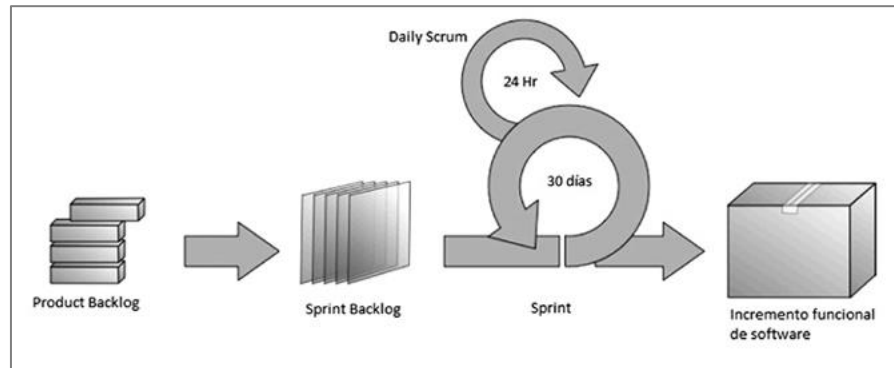 Daily Scrum
24 Hr
30 días
Product Backlog
Sprint Backlog
Sprint
Incremento funcional
de software